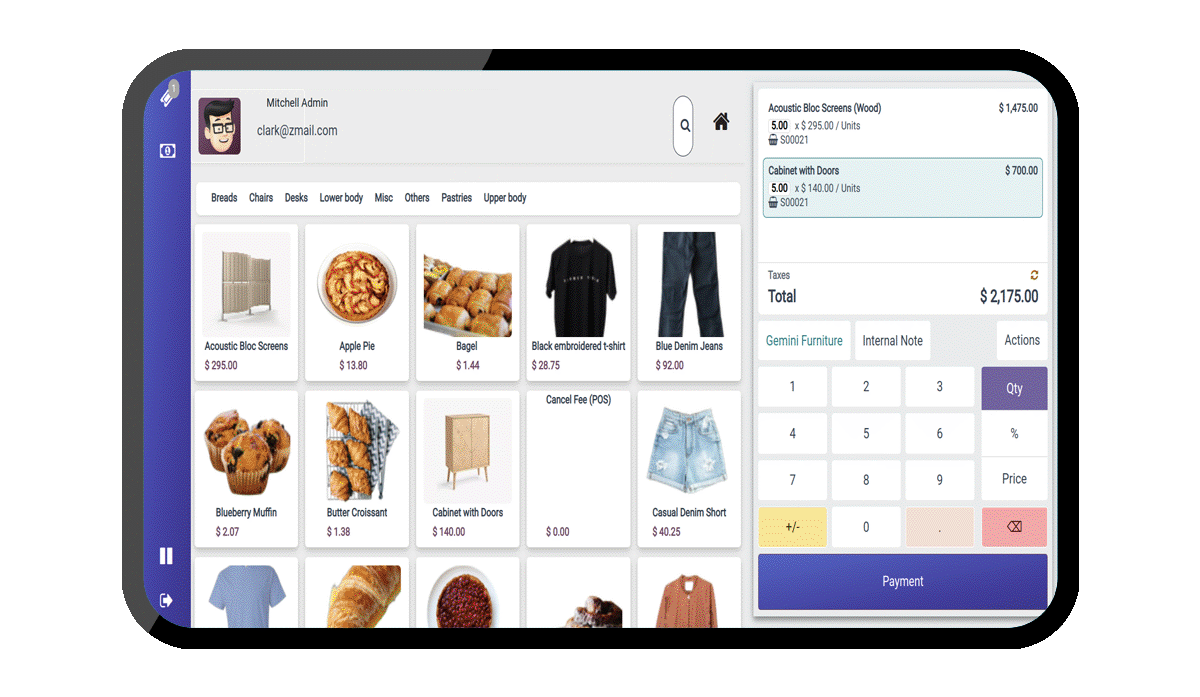 1
Mitchell Admin
clark@zmail.com
Breads Chairs Desks Lower body Misc Others Pastries Upper body
Acoustic Bloc Screens
$ 295.00
Apple Pie
$ 13.80
Bagel
$ 1.44
Black embroidered t-shirt
$ 28.75
Blue Denim Jeans
$ 92.00
Blueberry Muffin
$ 2.07
Butter Croissant
$ 1.38
Cabinet with Doors
$ 140.00
Cancel Fee (POS)
$ 0.00
Casual Denim Short
$ 40.25
Acoustic Bloc Screens (Wood) $ 1,475.00
5.00 x $ 295.00 / Units
S00021
Cabinet with Doors $ 700.00
5.00 x $ 140.00 / Units
S00021
Taxes
Total $ 2,175.00
Gemini Furniture Internal Note Actions
1 2 3 Qty
4 5 6 %
7 8 9 Price
+/- 0 . ⌫
Payment